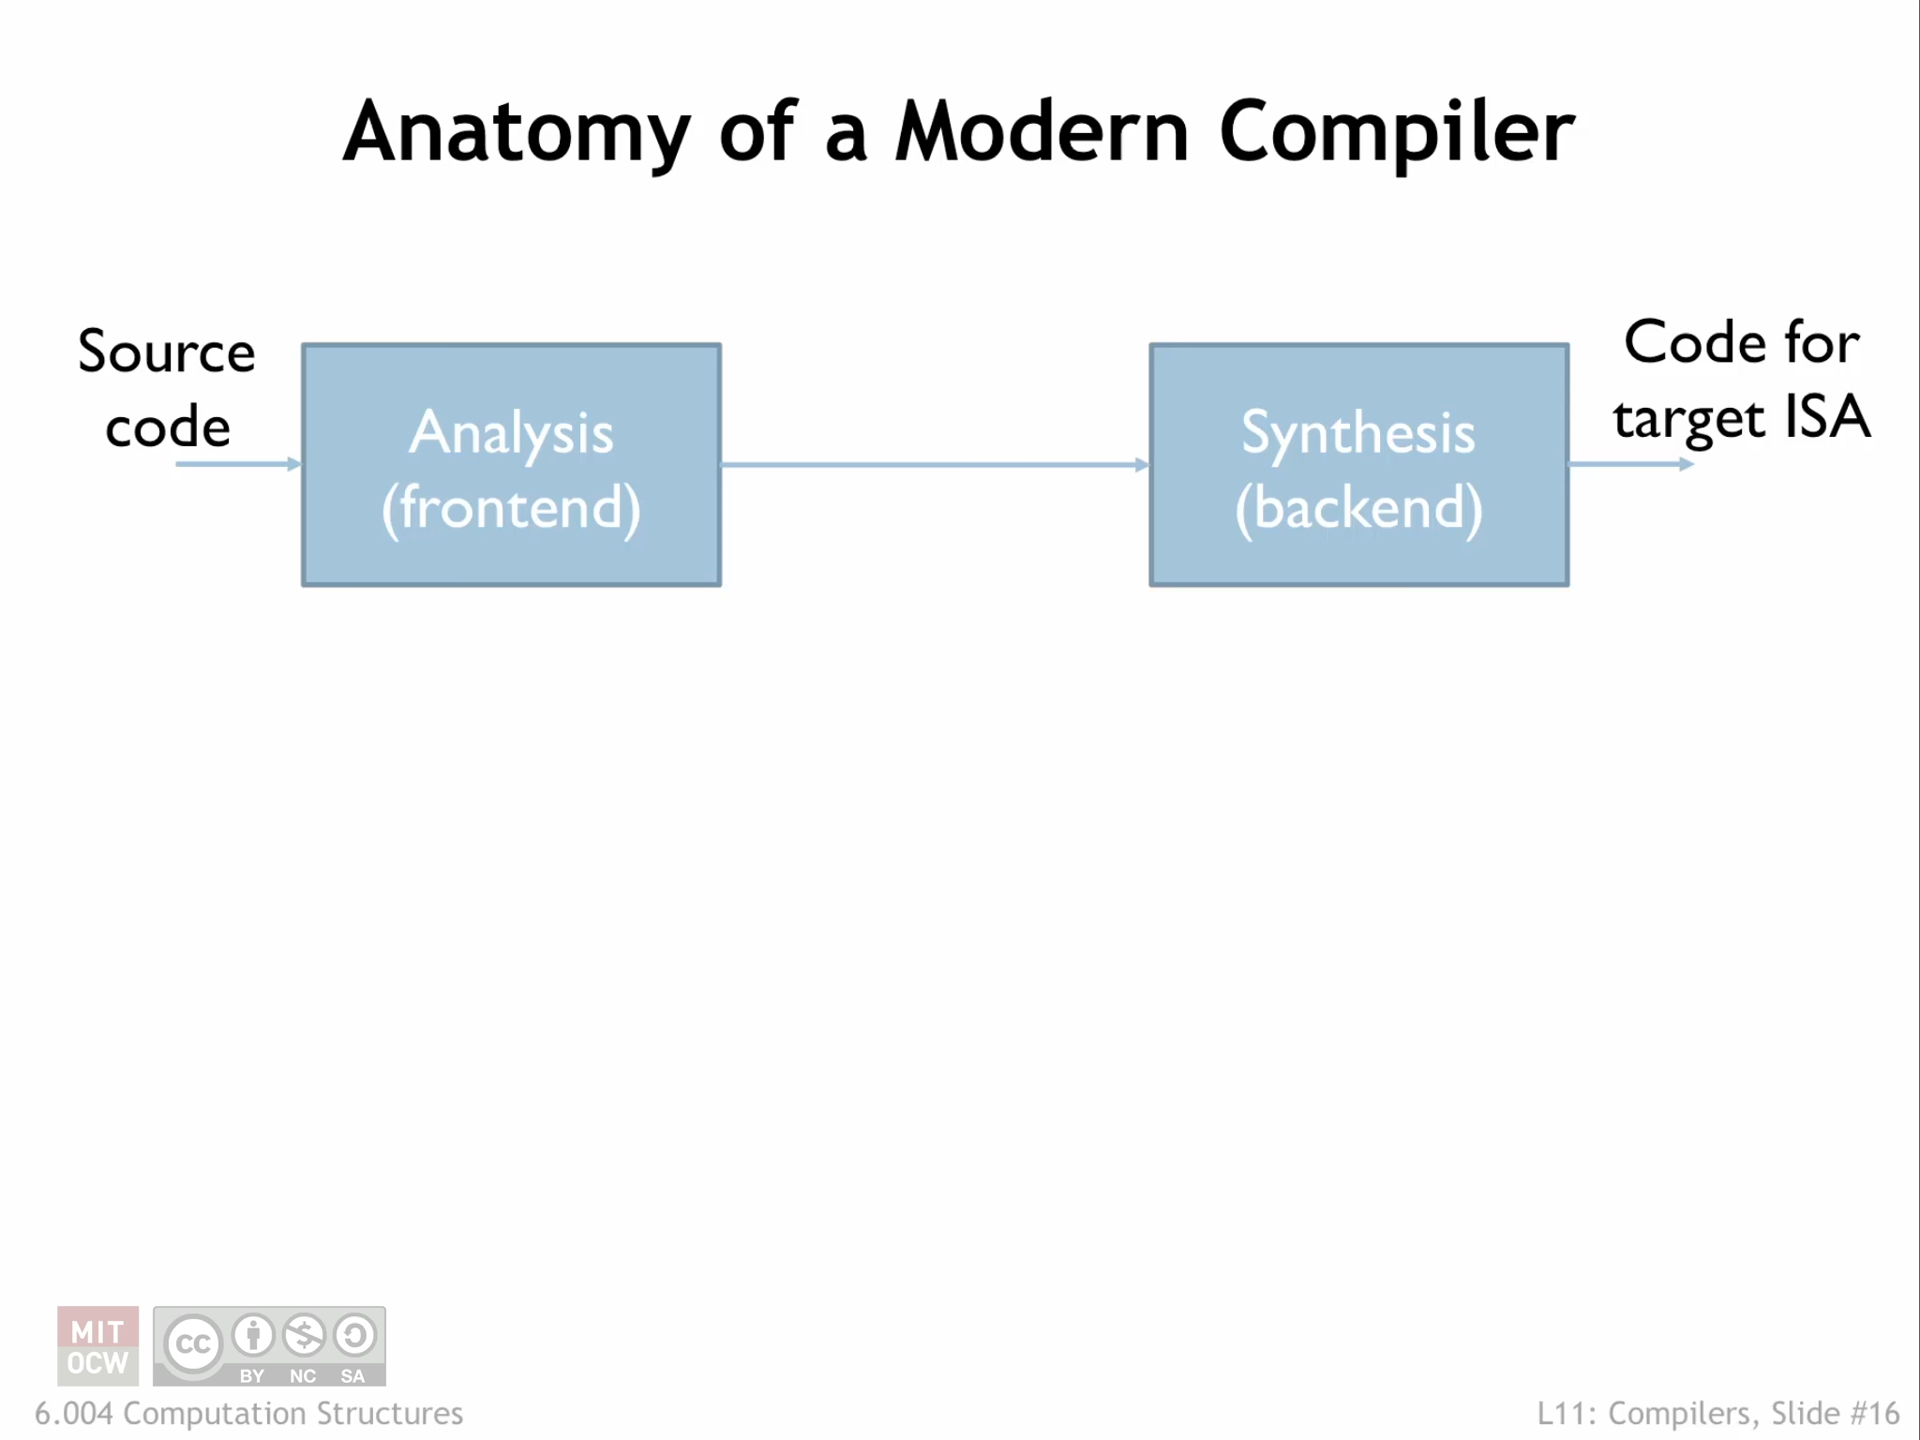 Anatomy of a Modern Compiler
Source
code
Analysis
(frontend)
Synthesis
(backend)
Code for
target ISA
MIT
OCW
cc
BY NC SA
6.004 Computation Structures
L11: Compilers, Slide #16